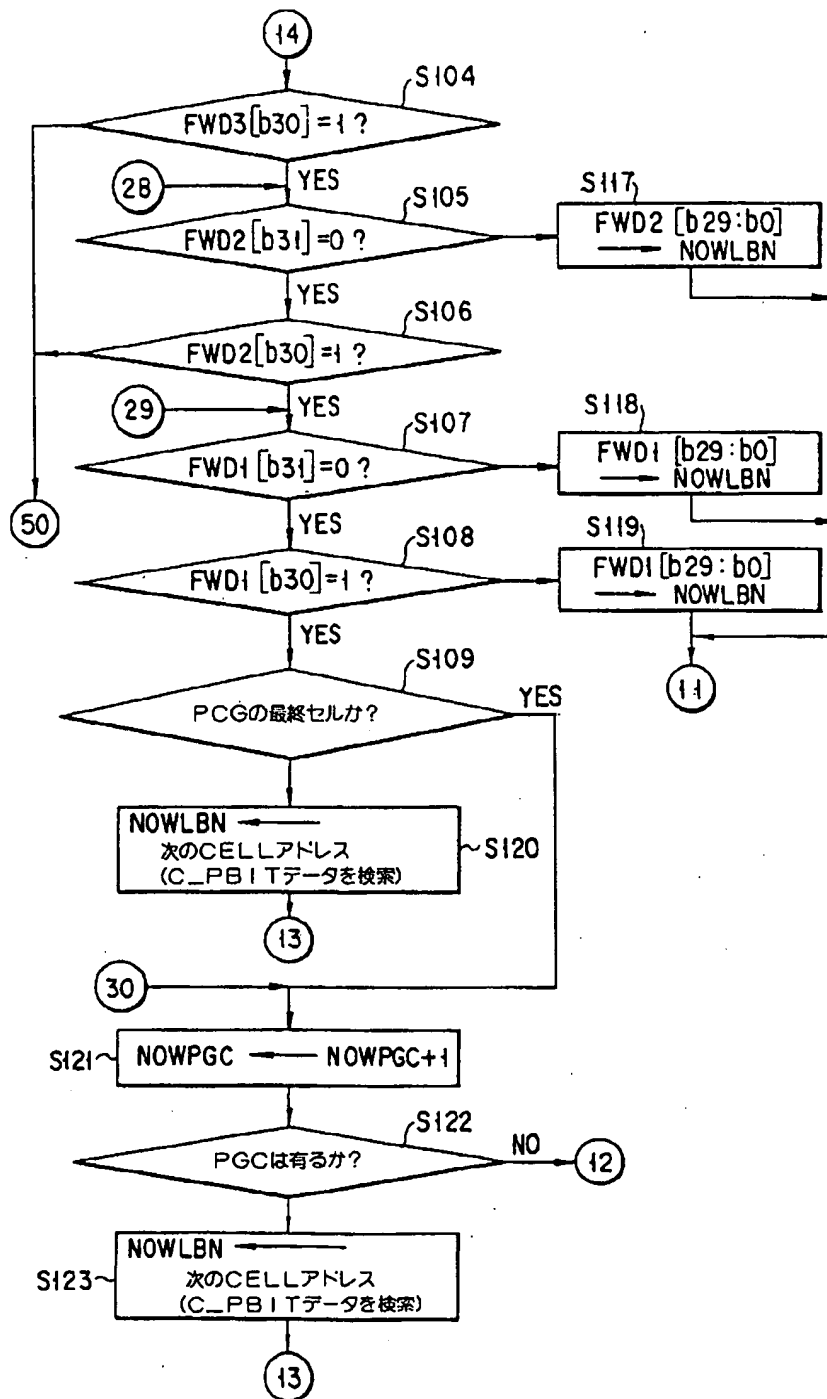 14
S104
FWD3[b30]=1?
28
YES
S105
FWD2[b31]=0?
S117
FWD2 [b29:b0]
NOWLBN
YES
S106
FWD2[b30]=1?
29
YES
S107
FWD1[b31]=0?
S118
FWD1 [b29:b0]
NOWLBN
50
YES
S108
FWD1[b30]=1?
S119
FWD1[b29:b0]
NOWLBN
YES
S109
PCGの最終セルか?
YES
11
NOWLBN
次のCELLアドレス
(C_PBITデータを検索)
S120
13
30
S121
NOWPGC NOWPGC+1
S122
PGCは有るか?
NO
12
S123
NOWLBN
次のCELLアドレス
(C_PBITデータを検索)
13